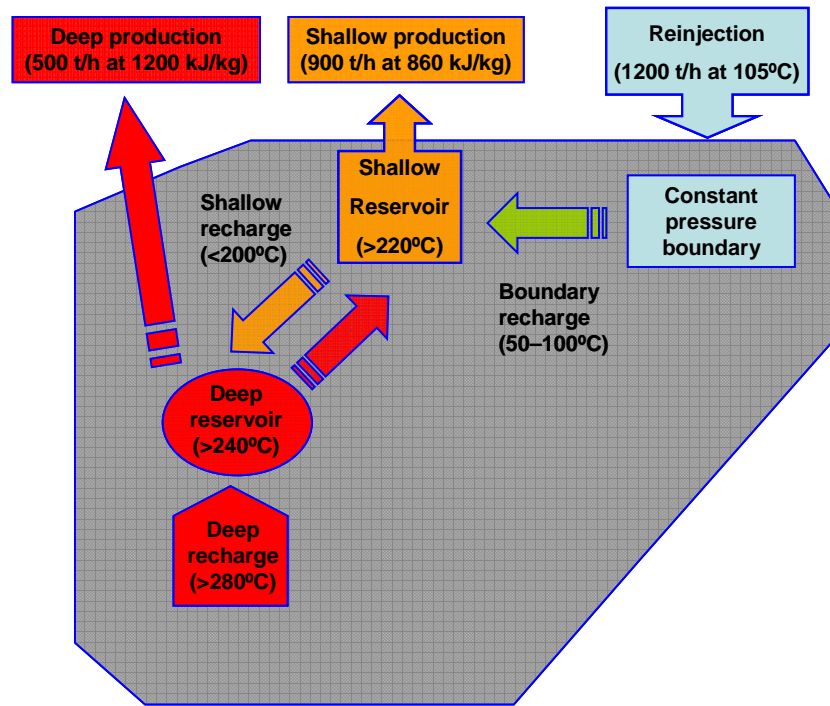 Deep production
(500 t/h at 1200 kJ/kg)
Shallow production
(900 t/h at 860 kJ/kg)
Reinjection
(1200 t/h at 105ºC)
Shallow
Reservoir
(>220ºC)
Constant
pressure
boundary
Shallow
recharge
(<200ºC)
Boundary
recharge
(50–100ºC)
Deep
reservoir
(>240ºC)
Deep
recharge
(>280ºC)